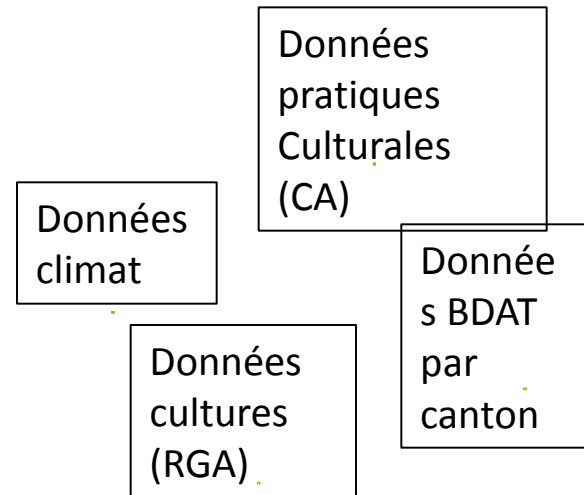 Données
pratiques
Culturales
(CA)
Données
climat
Donnée
s BDAT
par
canton
Données
cultures
(RGA)